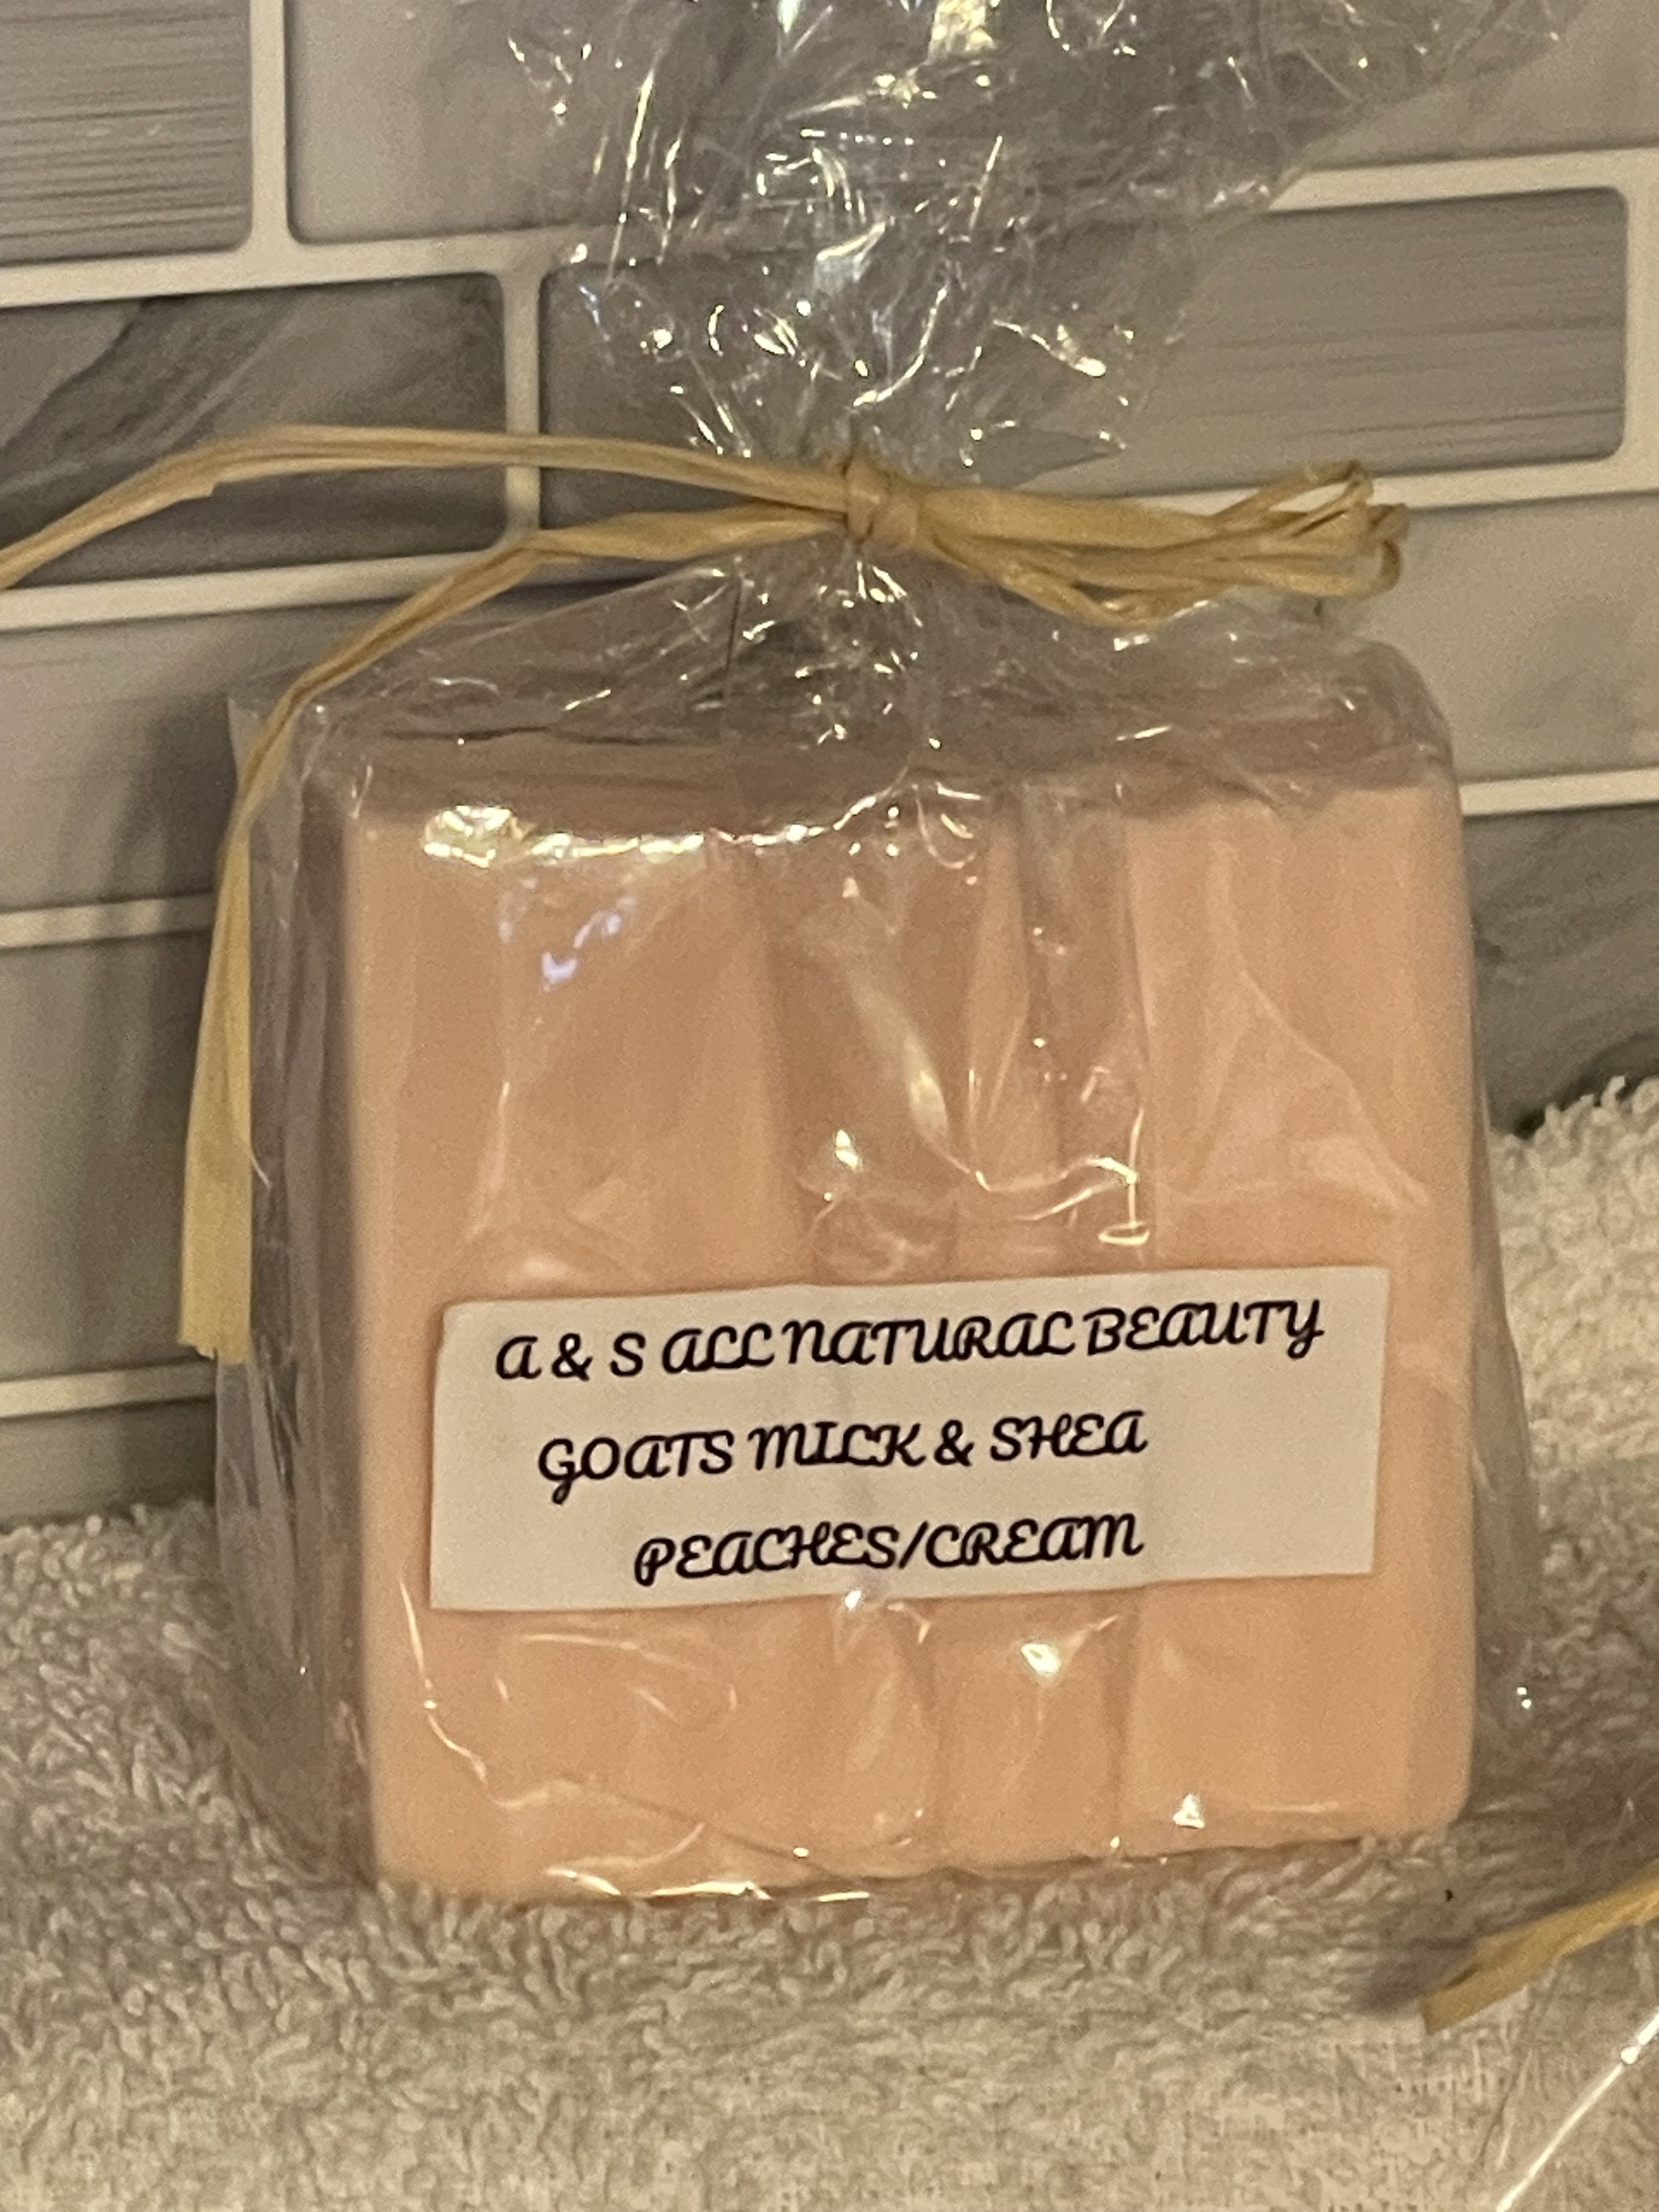 A & S ALL NATURAL BEAUTY
GOATS MILK & SHEA
PEACHES/CREAM